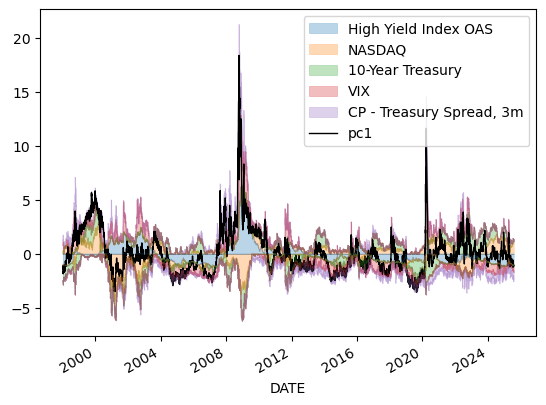 High Yield Index OAS
NASDAQ
10-Year Treasury
VIX
CP - Treasury Spread, 3m
pc1
20
15
10
5
0
−5
2000 2004 2008 2012 2016 2020 2024
DATE